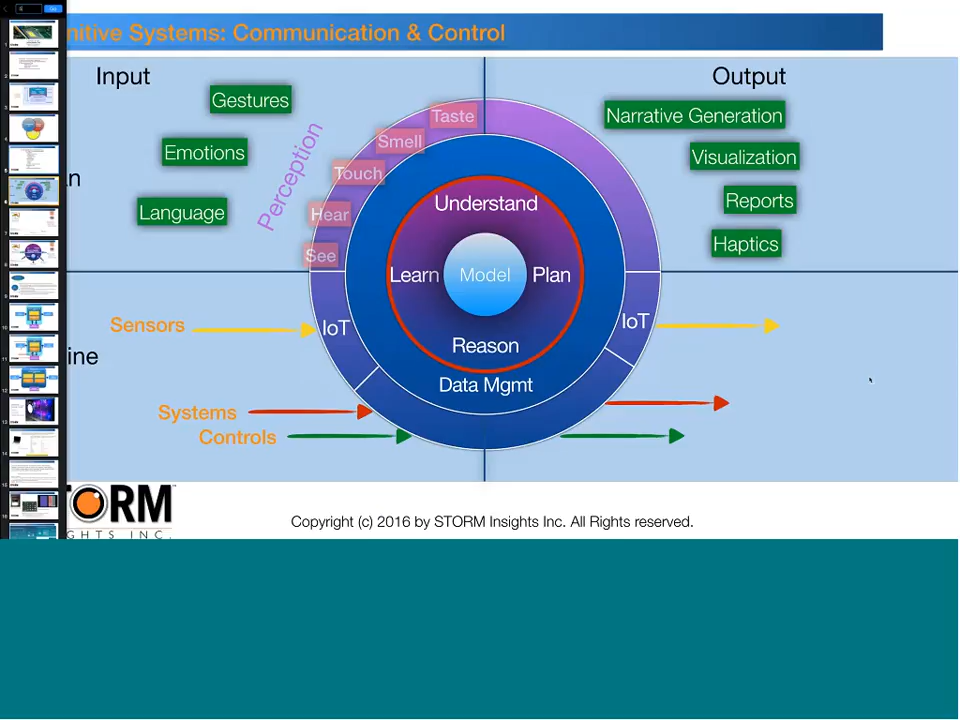 nitive Systems: Communication & Control
Input
Output
Gestures
Emotions
Language
Perception
Taste
Smell
Touch
Hear
See
Narrative Generation
Visualization
Reports
Haptics
Understand
Learn
Model
Plan
Reason
Data Mgmt
IoT
IoT
Sensors
ine
Systems
Controls
ORM
GHTS INC.
Copyright (c) 2016 by STORM Insights Inc. All Rights reserved.